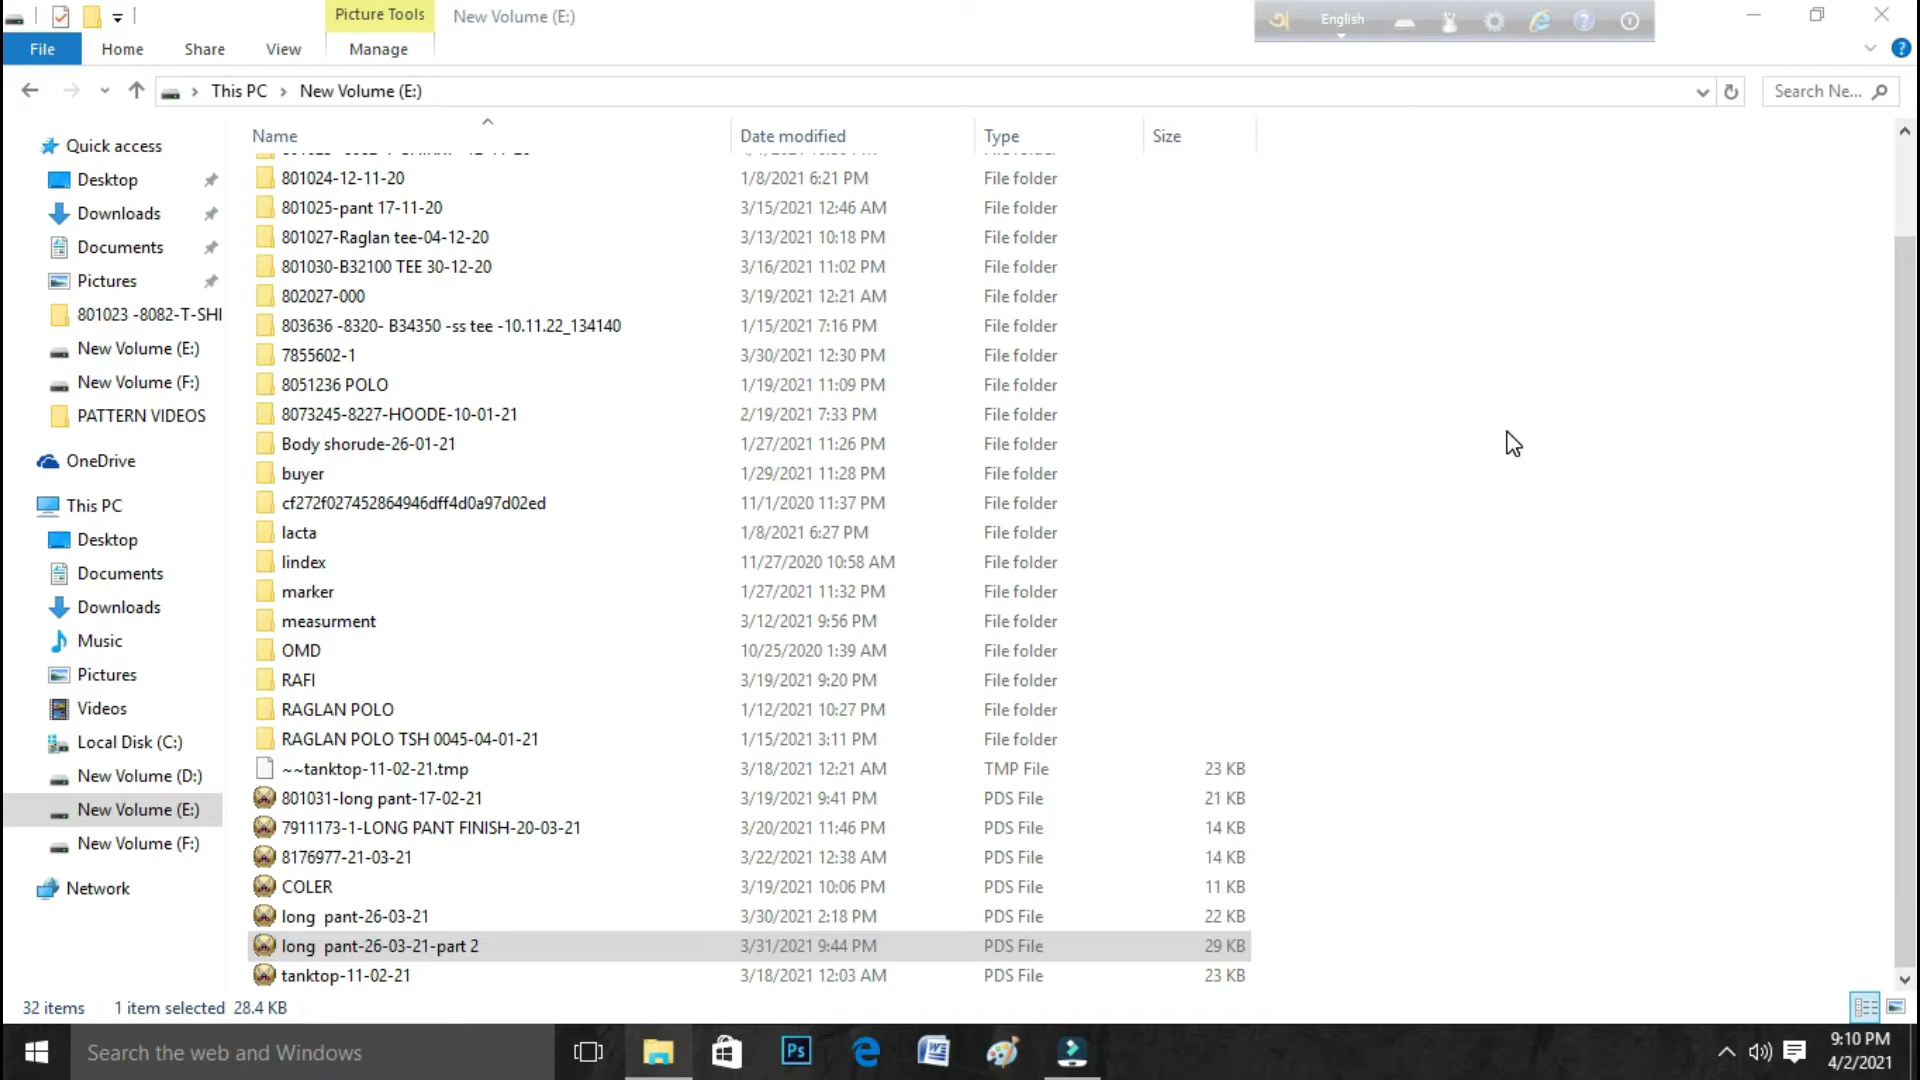 Picture Tools
New Volume (E:)
English
File
Home
Share
View
Manage
This PC
New Volume (E:)
Search Ne...
Name
Date modified
Type
Size
Quick access
Desktop
Downloads
Documents
Pictures
801023 -8082-T-SHI
New Volume (E:)
New Volume (F:)
PATTERN VIDEOS
OneDrive
This PC
Desktop
Documents
Downloads
Music
Pictures
Videos
Local Disk (C:)
New Volume (D:)
New Volume (E:)
New Volume (F:)
Network
801024-12-11-20 1/8/2021 6:21 PM File folder
801025-pant 17-11-20 3/15/2021 12:46 AM File folder
801027-Raglan tee-04-12-20 3/13/2021 10:18 PM File folder
801030-B32100 TEE 30-12-20 3/16/2021 11:02 PM File folder
802027-000 3/19/2021 12:21 AM File folder
803636 -8320- B34350 -ss tee -10.11.22_134140 1/15/2021 7:16 PM File folder
7855602-1 3/30/2021 12:30 PM File folder
8051236 POLO 1/19/2021 11:09 PM File folder
8073245-8227-HOODE-10-01-21 2/19/2021 7:33 PM File folder
Body shorude-26-01-21 1/27/2021 11:26 PM File folder
buyer 1/29/2021 11:28 PM File folder
cf272f027452864946dff4d0a97d02ed 11/1/2020 11:37 PM File folder
lacta 1/8/2021 6:27 PM File folder
lindex 11/27/2020 10:58 AM File folder
marker 1/27/2021 11:32 PM File folder
measurment 3/12/2021 9:56 PM File folder
OMD 10/25/2020 1:39 AM File folder
RAFI 3/19/2021 9:20 PM File folder
RAGLAN POLO 1/12/2021 10:27 PM File folder
RAGLAN POLO TSH 0045-04-01-21 1/15/2021 3:11 PM File folder
~~tanktop-11-02-21.tmp 3/18/2021 12:21 AM TMP File 23 KB
801031-long pant-17-02-21 3/19/2021 9:41 PM PDS File 21 KB
7911173-1-LONG PANT FINISH-20-03-21 3/20/2021 11:46 PM PDS File 14 KB
8176977-21-03-21 3/22/2021 12:38 AM PDS File 14 KB
COLER 3/19/2021 10:06 PM PDS File 11 KB
long  pant-26-03-21 3/30/2021 2:18 PM PDS File 22 KB
long  pant-26-03-21-part 2 3/31/2021 9:44 PM PDS File 29 KB
tanktop-11-02-21 3/18/2021 12:03 AM PDS File 23 KB
32 items 1 item selected 28.4 KB
Search the web and Windows
Ps
9:10 PM
4/2/2021